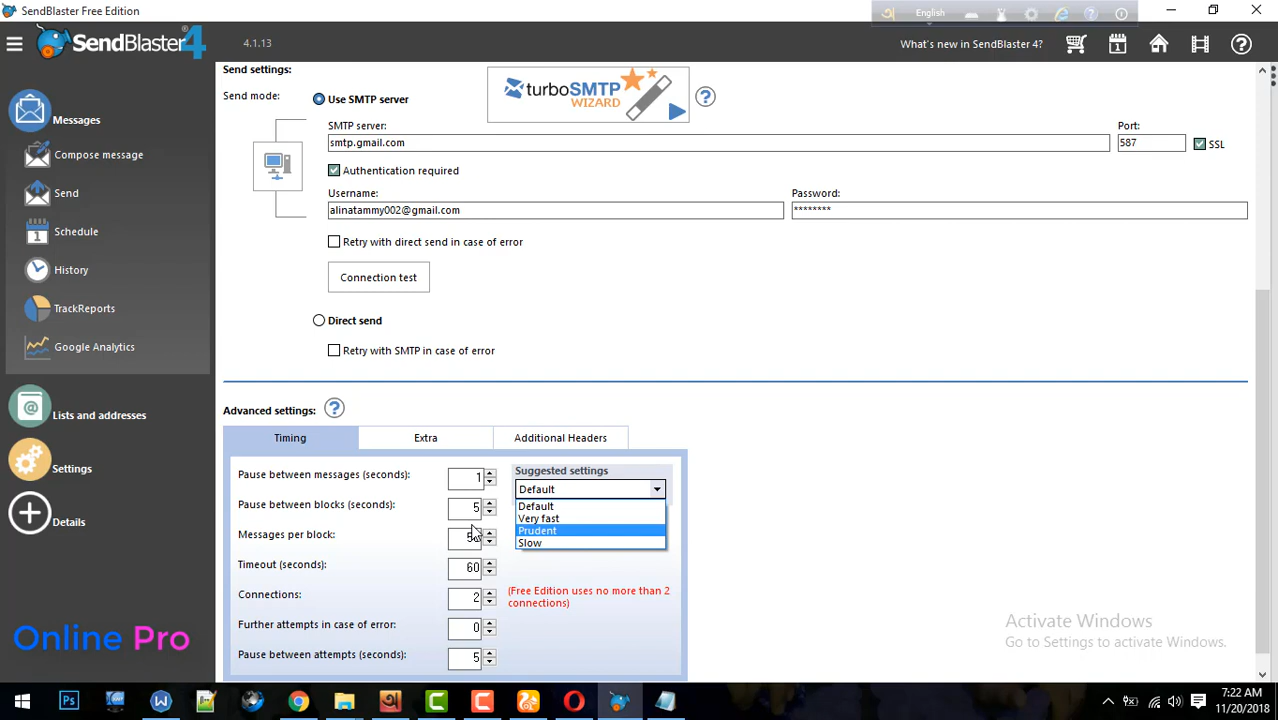 SendBlaster Free Edition
English
SendBlaster 4
4.1.13
What's new in SendBlaster 4?
1
Messages
Compose message
Send
1
Schedule
History
TrackReports
Google Analytics
Lists and addresses
Settings
Details
Online Pro
Send settings:
Send mode:
Use SMTP server
turboSMTP
WIZARD
SMTP server:
Port:
smtp.gmail.com
587
SSL
Authentication required
Username:
Password:
alinatammy002@gmail.com
********
Retry with direct send in case of error
Connection test
Direct send
Retry with SMTP in case of error
Advanced settings:
Timing
Extra
Additional Headers
Pause between messages (seconds):
1
Suggested settings
Default
Pause between blocks (seconds):
5
Default
Very fast
Prudent
Slow
Messages per block:
Timeout (seconds):
60
Connections:
2
(Free Edition uses no more than 2
connections)
Further attempts in case of error:
0
Pause between attempts (seconds):
5
Activate Windows
Go to Settings to activate Windows.
7:22 AM
11/20/2018